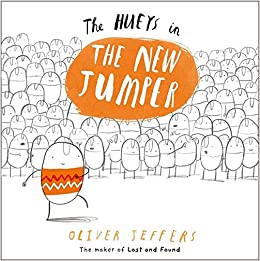 The HUEYS in
THE NEW
JUMPER
OLIVER JEFFERS
The maker of Lost and Found